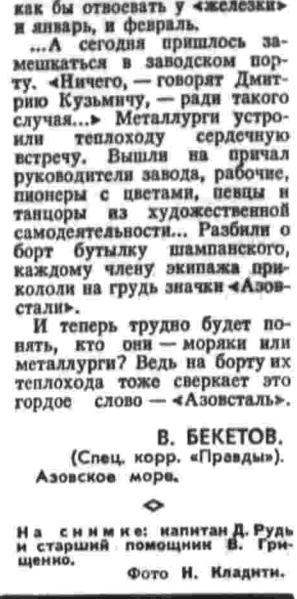 как бы отвоевать у «железки»
и январь, и февраль.
...А сегодня пришлось за-
мешкаться в заводском пор-
ту. «Ничего, — говорят Дмит-
рию Кузьмичу, — ради такого
случая...» Металлурги устро-
или теплоходу сердечную
встречу. Вышли на причал
руководители завода, рабочие,
пионеры с цветами, певцы и
танцоры из художественной
самодеятельности... Разбили о
борт бутылку шампанского,
каждому члену экипажа при-
кололи на грудь значки «Азов-
стали».
И теперь трудно будет по-
нять, кто они — моряки или
металлурги? Ведь на борту их
теплохода тоже сверкает это
гордое слово — «Азовсталь».
В. БЕКЕТОВ.
(Спец. корр. «Правды»).
Азовское море.
На снимке: капитан Д. Рудь
и старший помощник В. Гри-
щенко.
Фото Н. Кладити.